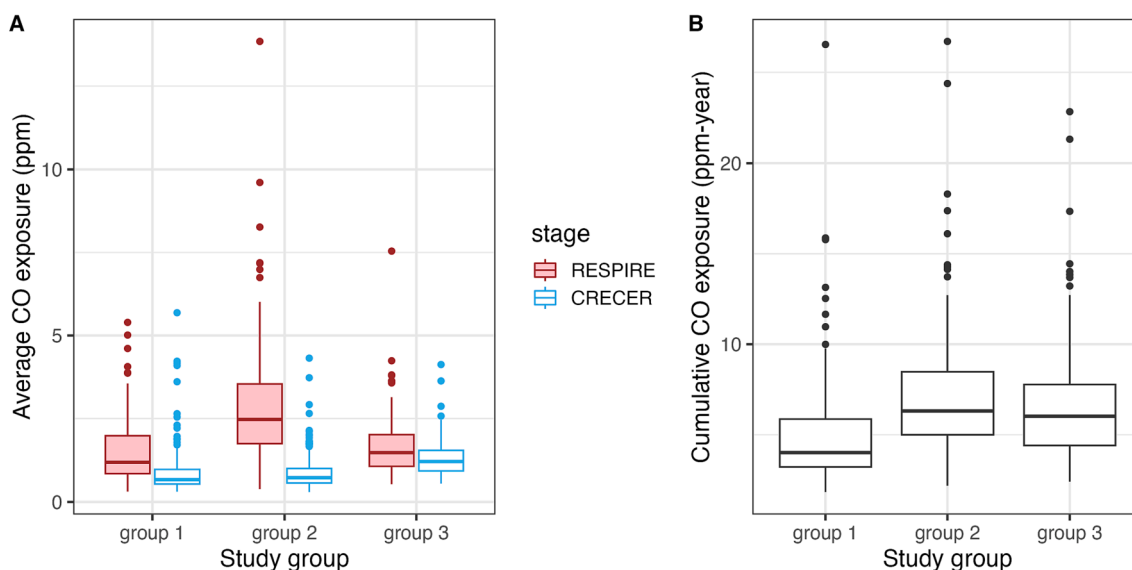 A
Average CO exposure (ppm)
10
5
0
group 1
group 2
group 3
Study group
stage
RESPIRE
CRECER
B
Cumulative CO exposure (ppm-year)
20
10
group 1
group 2
group 3
Study group